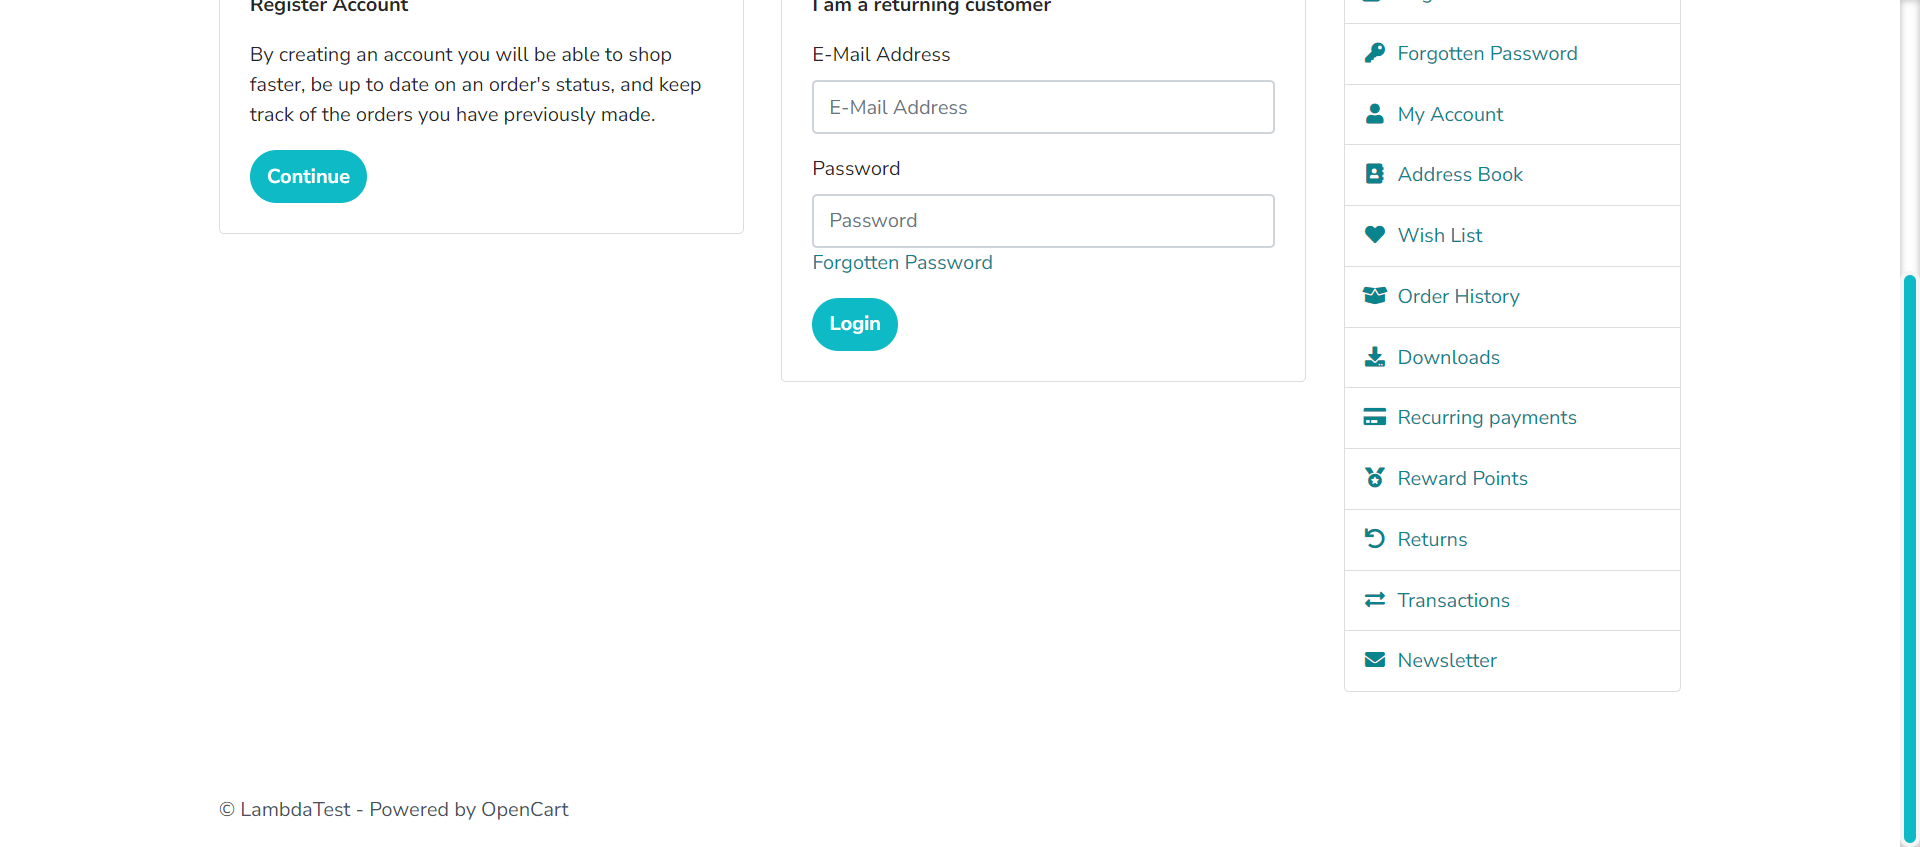 Register Account
By creating an account you will be able to shop
faster, be up to date on an order's status, and keep
track of the orders you have previously made.
Continue
I am a returning customer
E-Mail Address
E-Mail Address
Password
Password
Forgotten Password
Login
Forgotten Password
My Account
Address Book
Wish List
Order History
Downloads
Recurring payments
Reward Points
Returns
Transactions
Newsletter
© LambdaTest - Powered by OpenCart